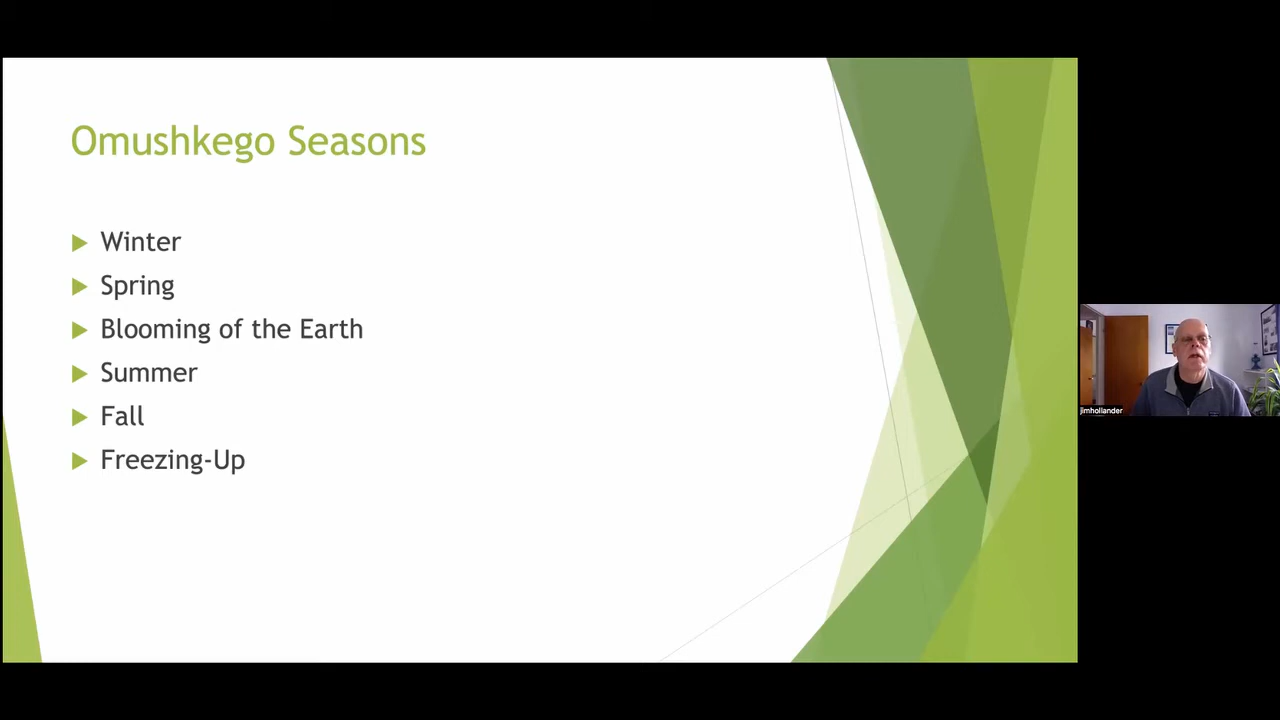 Omushkego Seasons
Winter
Spring
Blooming of the Earth
Summer
Fall
Freezing-Up
jimhollander